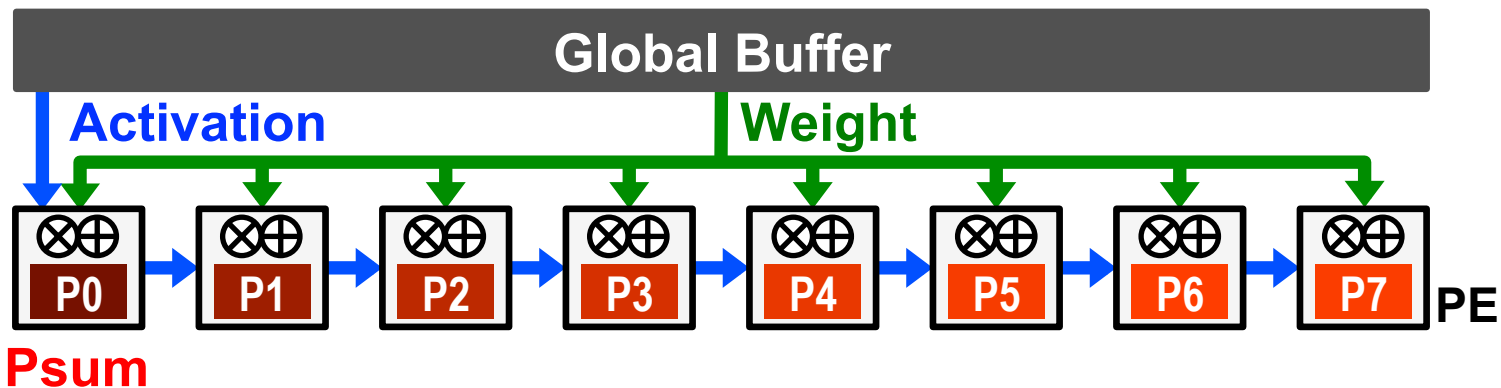 Global Buffer
Activation
Weight
P0 P1 P2 P3 P4 P5 P6 P7
PE
Psum